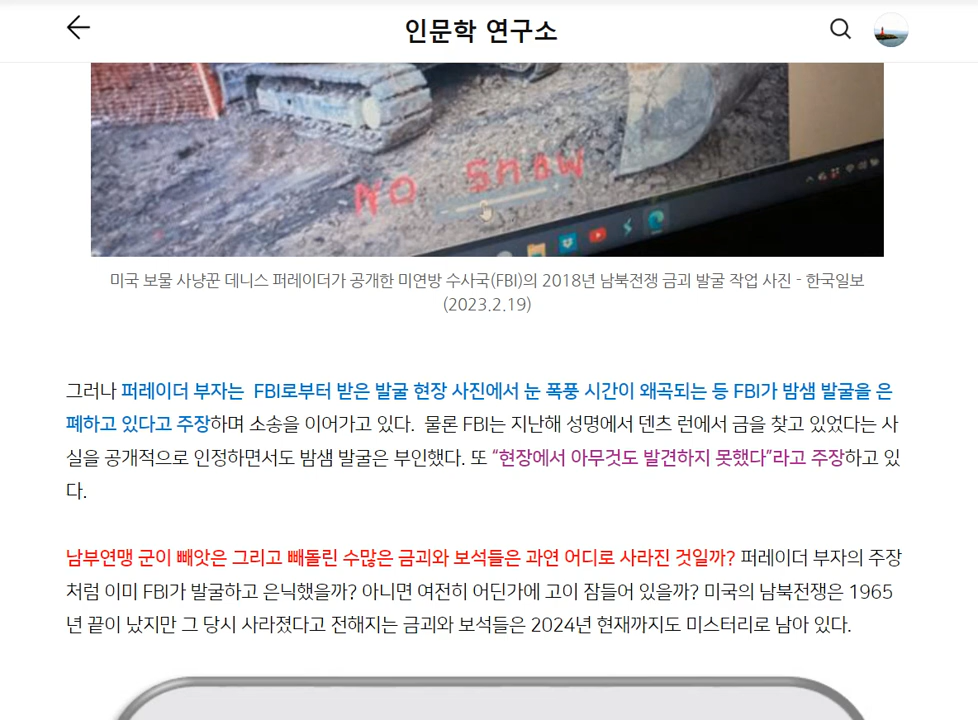 인문학 연구소
NO SNOW
미국 보물 사냥꾼 데니스 퍼레이더가 공개한 미연방 수사국(FBI)의 2018년 남북전쟁 금괴 발굴 작업 사진 - 한국일보
(2023.2.19)
그러나 퍼레이더 부자는 FBI로부터 받은 발굴 현장 사진에서 눈 폭풍 시간이 왜곡되는 등 FBI가 밤샘 발굴을 은
폐하고 있다고 주장하며 소송을 이어가고 있다. 물론 FBI는 지난해 성명에서 덴츠 런에서 금을 찾고 있었다는 사
실을 공개적으로 인정하면서도 밤샘 발굴은 부인했다. 또 “현장에서 아무것도 발견하지 못했다”라고 주장하고 있
다.
남부연맹 군이 빼앗은 그리고 빼돌린 수많은 금괴와 보석들은 과연 어디로 사라진 것일까? 퍼레이더 부자의 주장
처럼 이미 FBI가 발굴하고 은닉했을까? 아니면 여전히 어딘가에 고이 잠들어 있을까? 미국의 남북전쟁은 1965
년 끝이 났지만 그 당시 사라졌다고 전해지는 금괴와 보석들은 2024년 현재까지도 미스터리로 남아 있다.